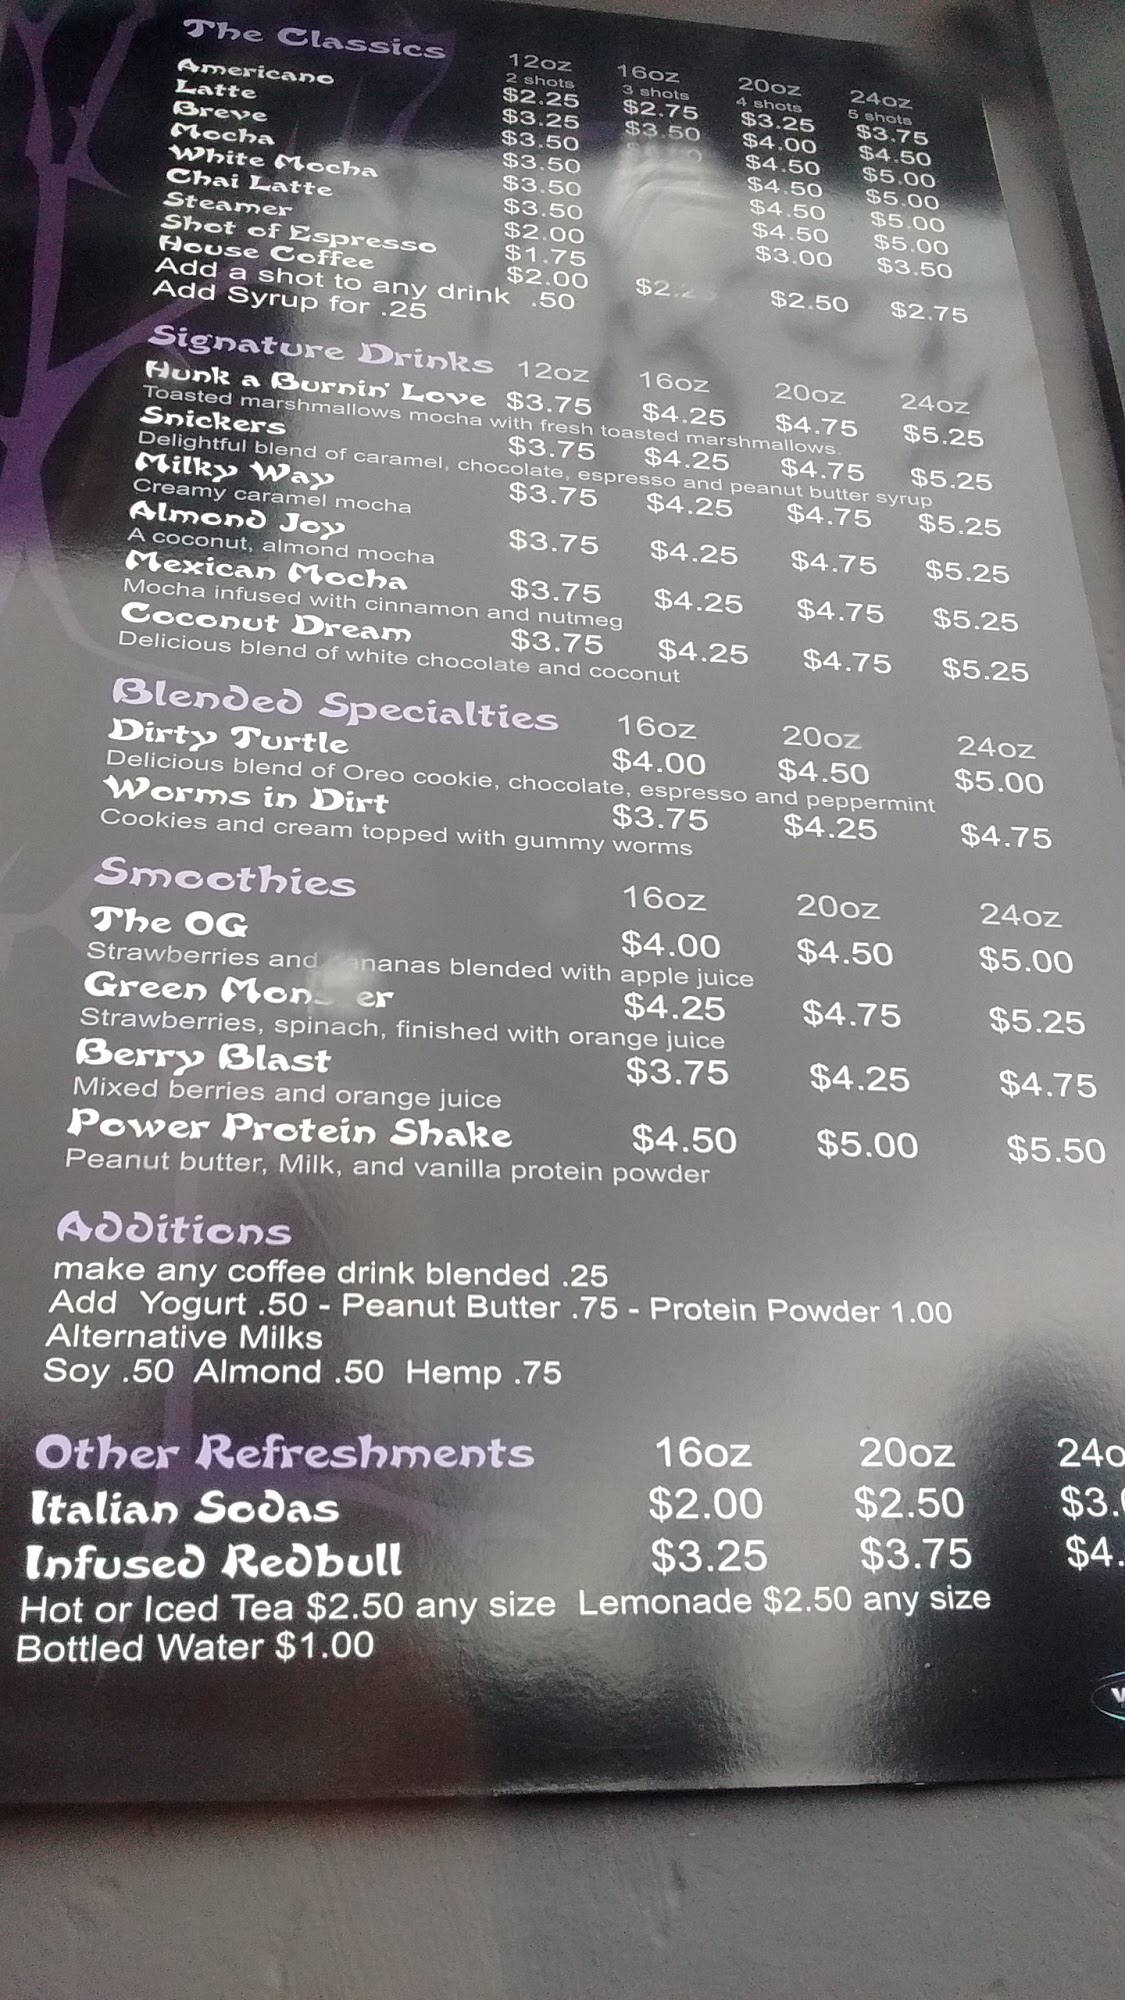 The Classics 12oz 16oz 20oz 24oz
2 shots 3 shots 4 shots 5 shots
Americano $2.25 $2.75 $3.25 $3.75
Latte $3.25 $3.50 $4.00 $4.50
Breve $3.50 $4.50 $5.00
Mocha $3.50 $4.50 $5.00
White Mocha $3.50 $4.50 $5.00
Chai Latte $3.50 $4.50 $5.00
Steamer $2.00 $3.00 $3.50
Shot of Espresso $1.75
House Coffee $2.00 $2.50 $2.75
Add a shot to any drink .50
Add Syrup for .25
Signature Drinks 12oz 16oz 20oz 24oz
Hunk a Burnin' Love $3.75 $4.25 $4.75 $5.25
Toasted marshmallows mocha with fresh toasted marshmallows.
Snickers $3.75 $4.25 $4.75 $5.25
Delightful blend of caramel, chocolate, espresso and peanut butter syrup
Milky Way $3.75 $4.25 $4.75 $5.25
Creamy caramel mocha
Almond Joy $3.75 $4.25 $4.75 $5.25
A coconut, almond mocha
Mexican Mocha $3.75 $4.25 $4.75 $5.25
Mocha infused with cinnamon and nutmeg
Coconut Dream $3.75 $4.25 $4.75 $5.25
Delicious blend of white chocolate and coconut
Blended Specialties 16oz 20oz 24oz
Dirty Turtle $4.00 $4.50 $5.00
Delicious blend of Oreo cookie, chocolate, espresso and peppermint
Worms in Dirt $3.75 $4.25 $4.75
Cookies and cream topped with gummy worms
Smoothies 16oz 20oz 24oz
The OG $4.00 $4.50 $5.00
Strawberries and bananas blended with apple juice
Green Monster $4.25 $4.75 $5.25
Strawberries, spinach, finished with orange juice
Berry Blast $3.75 $4.25 $4.75
Mixed berries and orange juice
Power Protein Shake $4.50 $5.00 $5.50
Peanut butter, Milk, and vanilla protein powder
Additions
make any coffee drink blended .25
Add Yogurt .50 - Peanut Butter .75 - Protein Powder 1.00
Alternative Milks
Soy .50 Almond .50 Hemp .75
Other Refreshments 16oz 20oz 24o
Italian Sodas $2.00 $2.50 $3.
Infused Redbull $3.25 $3.75 $4.
Hot or Iced Tea $2.50 any size Lemonade $2.50 any size
Bottled Water $1.00